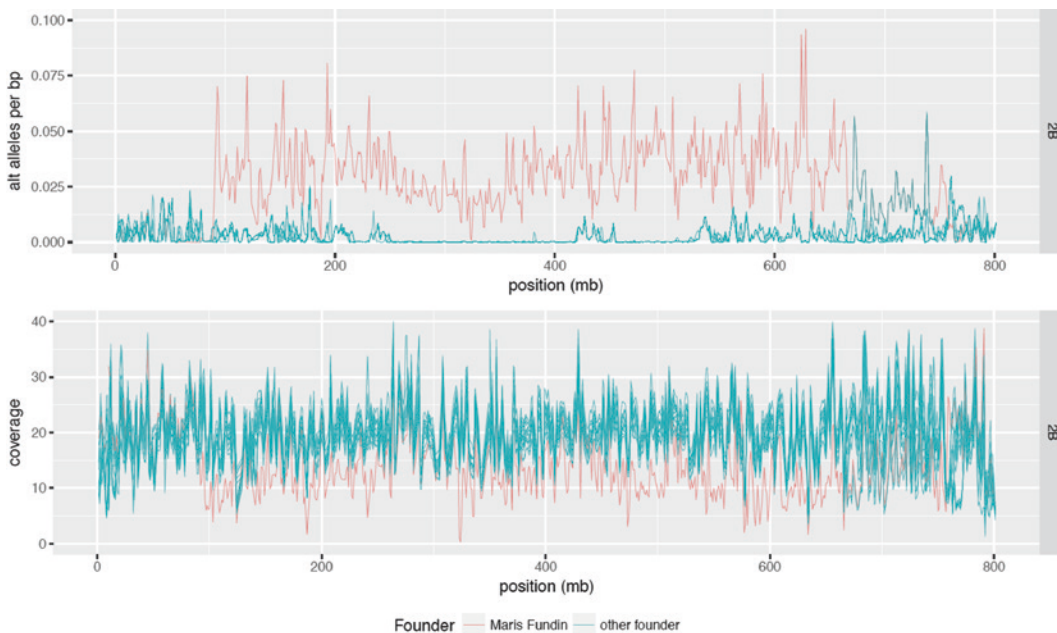 0.100
0.075
0.050
0.025
0.000
alt alleles per bp
2B
0 200 400 600 800
position (mb)
40
30
20
10
0
coverage
2B
0 200 400 600 800
position (mb)
Founder Maris Fundin other founder